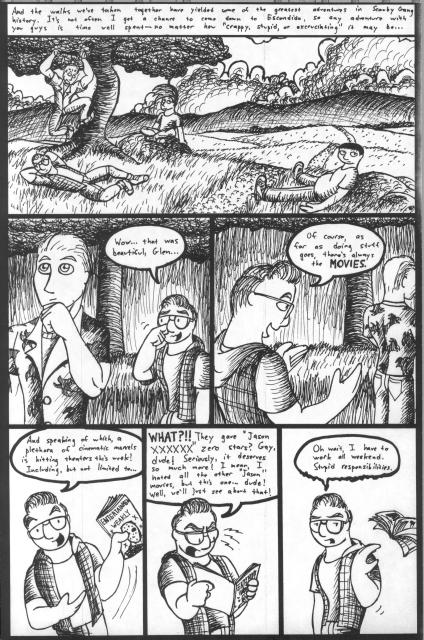 And the walks we've taken together have yielded some of the greatest adventures in Scooby Gang
history. It's not often I get a chance to come down to Escondido, so any adventure with
you guys is time well spent—no matter how "crappy, stupid, or excruciating" it may be...
Wow... that was
beautiful, Glen...
Of course, as
far as doing stuff
goes, there's always
the MOVIES.
And speaking of which, a
plethora of cinematic marvels
is hitting theaters this week!
Including, but not limited to...
ENTERTAINMENT
WEEKLY
WHAT?!! They gave "Jason
XXXXXX" zero stars? Gay,
dude! Seriously, it deserves
so much more! I mean, I
hated all the other "Jason"
movies, but this one... dude!
Well, we'll just see about that!
Oh wait, I have to
work all weekend.
Stupid responsibilities.